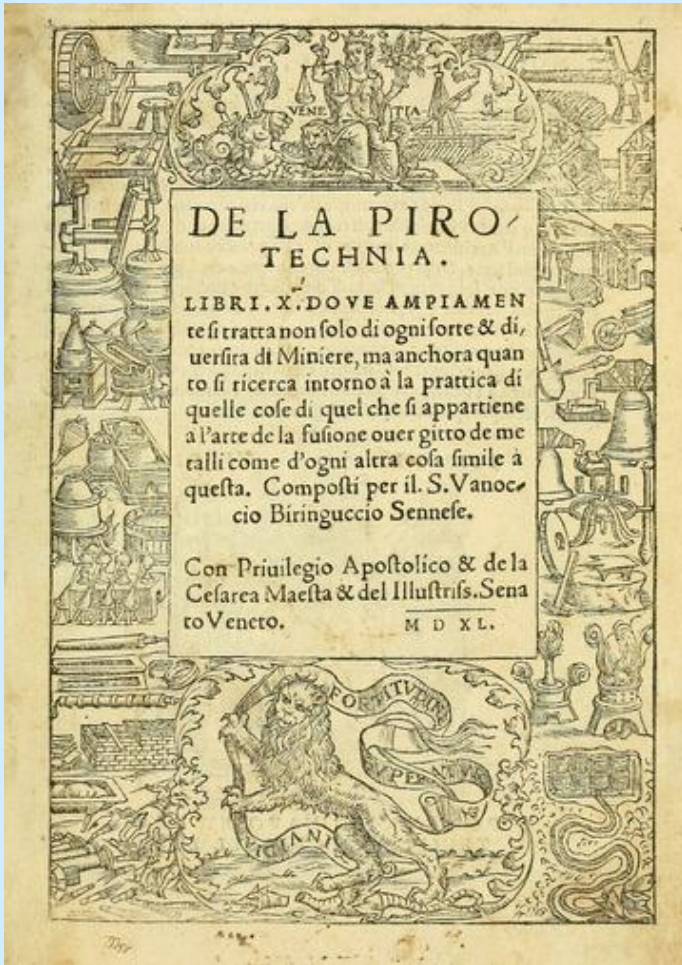 VENE TIA
DE LA PIRO
TECHNIA.
LIBRI. X. DOVE AMPIAMEN
te ſi tratta non ſolo di ogni ſorte & di,
uerſita di Miniere, ma anchora quan
to ſi ricerca intorno à la prattica di
quelle coſe di quel che ſi appartiene
a l'arte de la fuſione ouer gitto de me
talli come d'ogni altra coſa ſimile a
queſta. Compoſti per il. S. Vanoc-
cio Biringuccio Senneſe.
Con Priuilegio Apoſtolico & de la
Ceſarea Maeſta & del Illuſtriſs. Sena
to Veneto.
M D XL.
FORTITVDINE